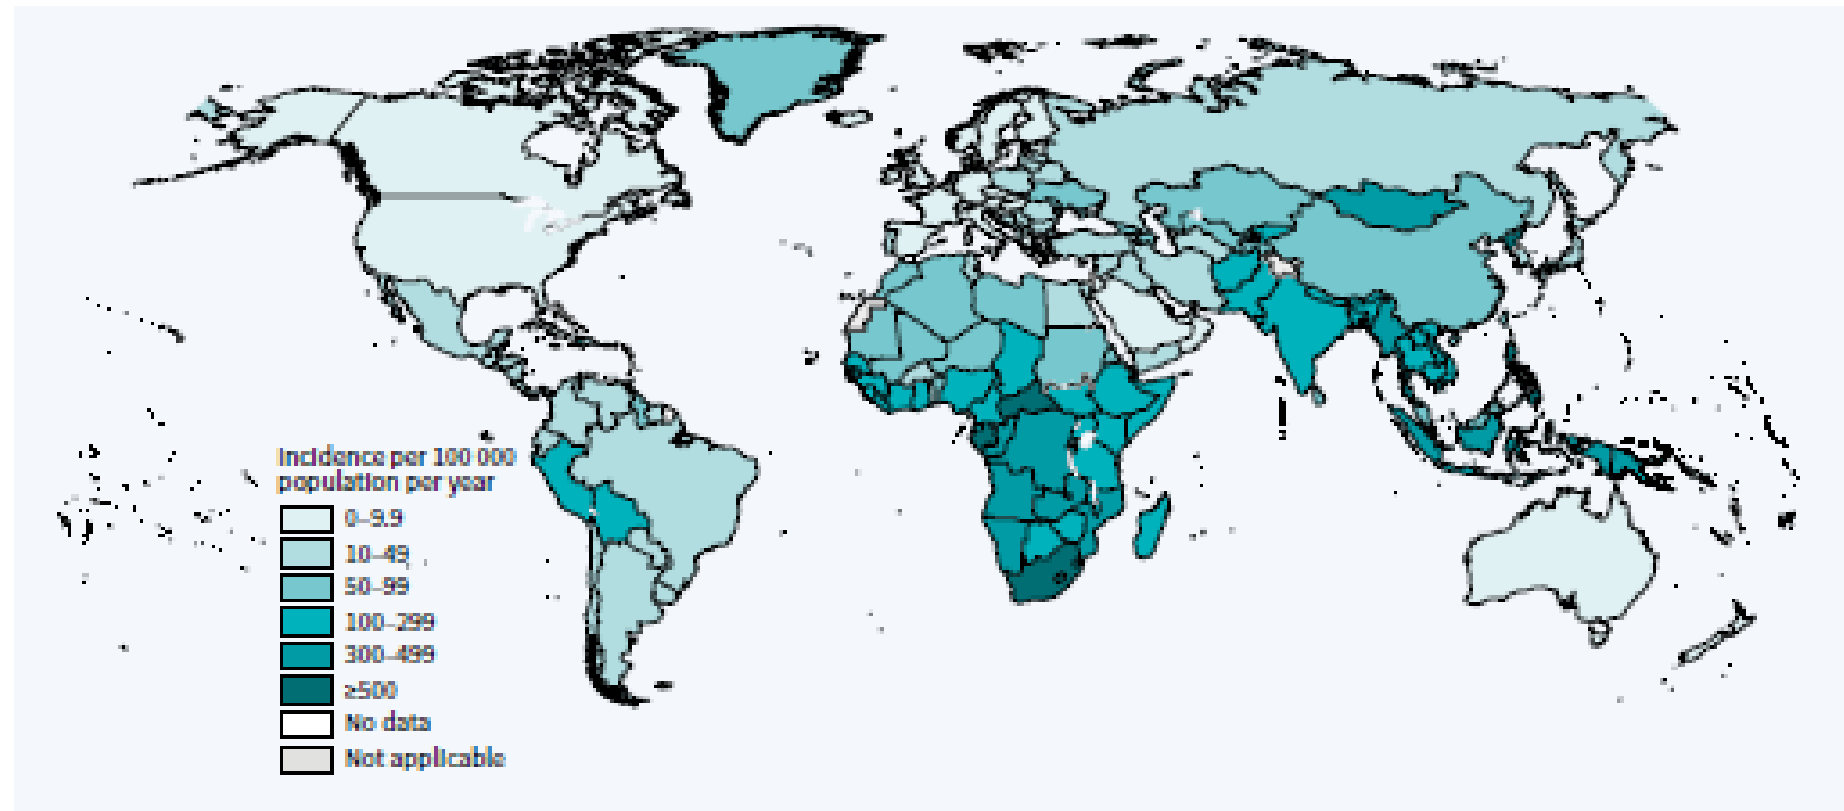 Incidence per 100 000
population per year
0–9.9
10–49
50–99
100–299
300–499
≥500
No data
Not applicable